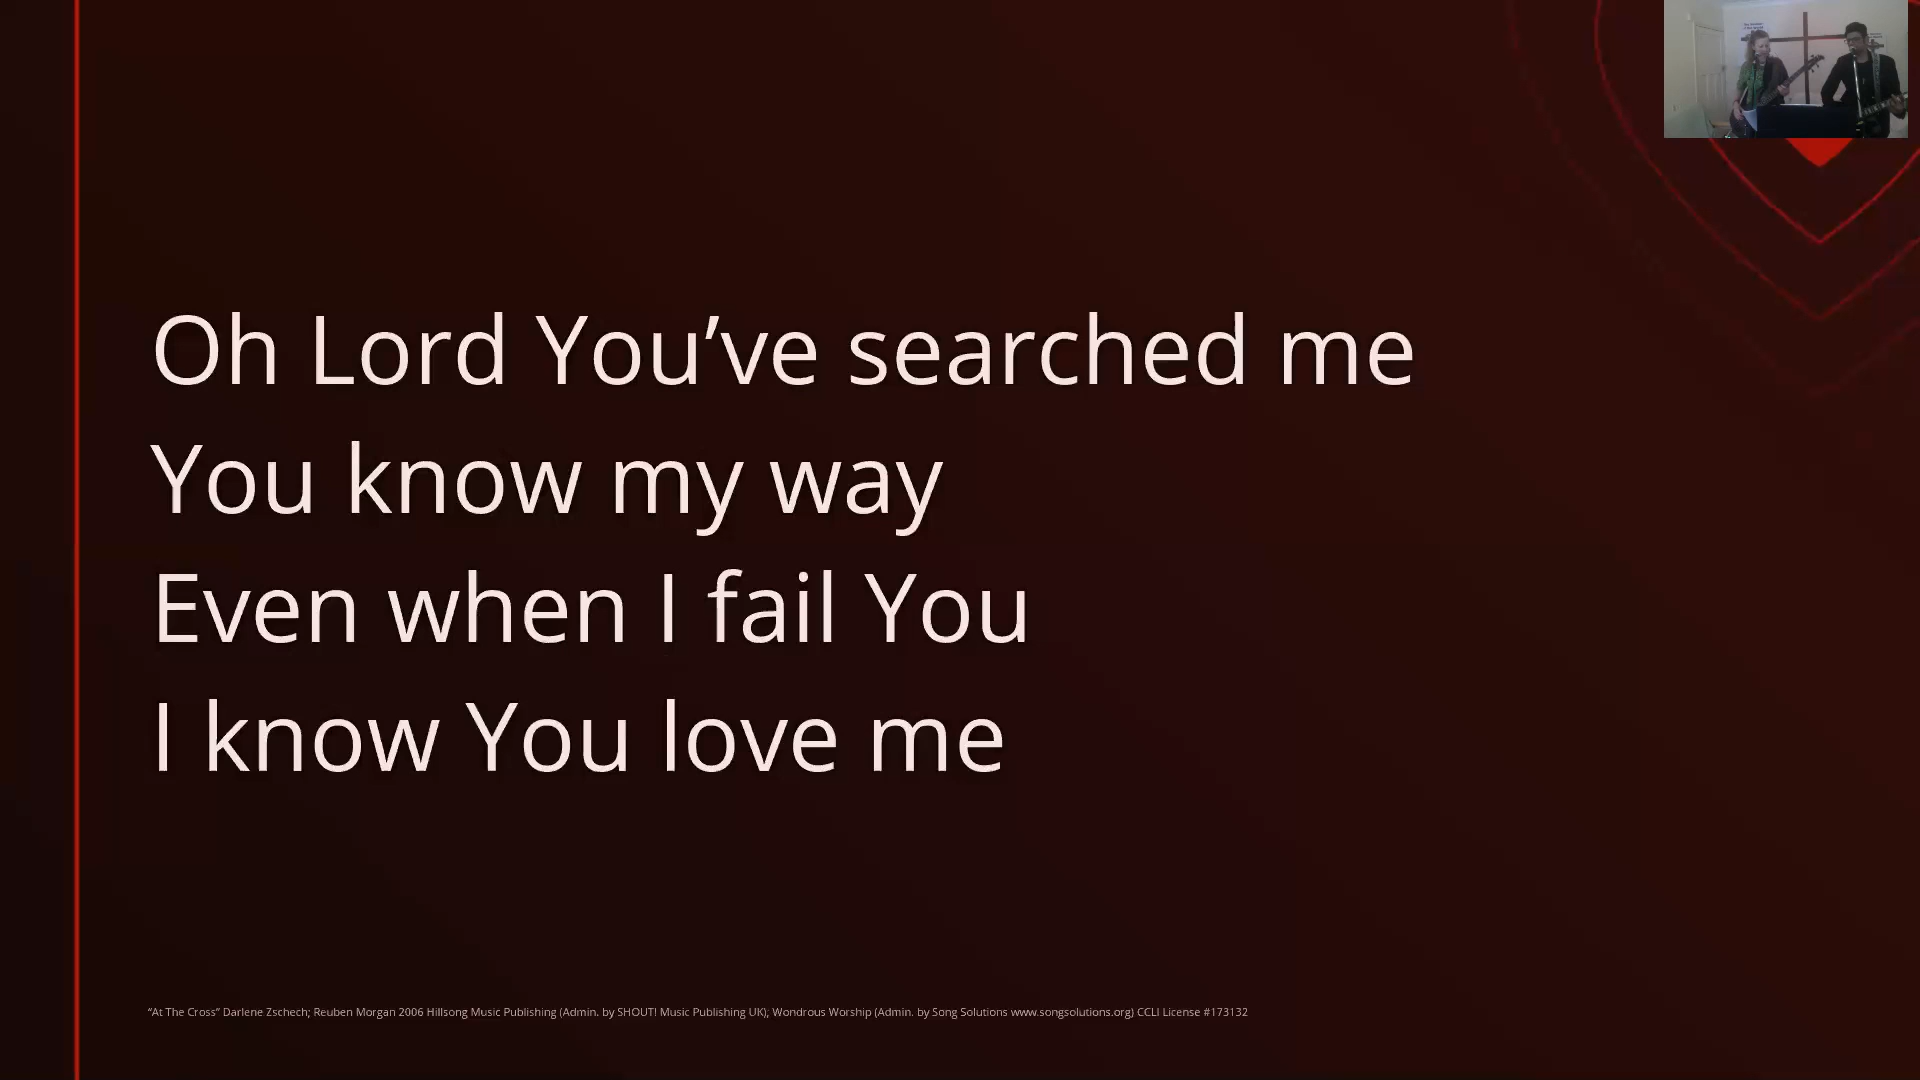 Oh Lord You’ve searched me
You know my way
Even when I fail You
I know You love me
“At The Cross” Darlene Zschech; Reuben Morgan 2006 Hillsong Music Publishing (Admin. by SHOUT! Music Publishing UK); Wondrous Worship (Admin. by Song Solutions www.songsolutions.org) CCLI License #173132